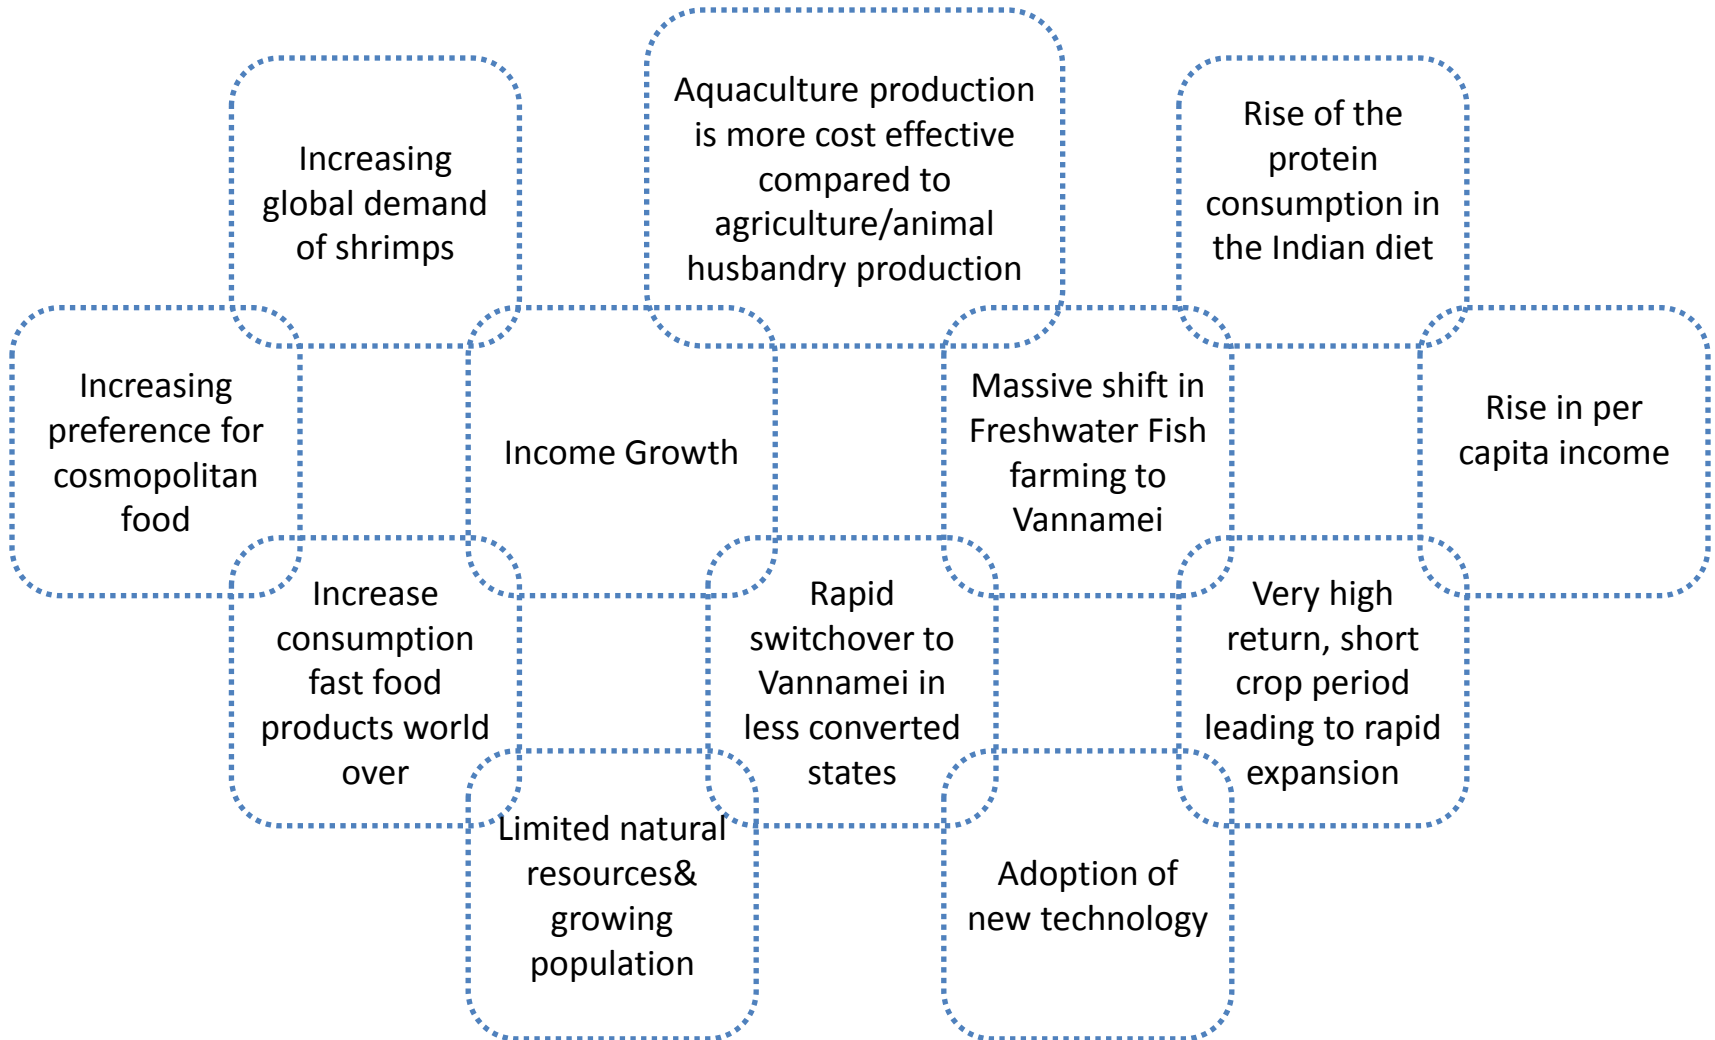 Increasing
global demand
of shrimps
Aquaculture production
is more cost effective
compared to
agriculture/animal
husbandry production
Rise of the
protein
consumption in
the Indian diet
Increasing
preference for
cosmopolitan
food
Income Growth
Massive shift in
Freshwater Fish
farming to
Vannamei
Rise in per
capita income
Increase
consumption
fast food
products world
over
Rapid
switchover to
Vannamei in
less converted
states
Very high
return, short
crop period
leading to rapid
expansion
Limited natural
resources&
growing
population
Adoption of
new technology